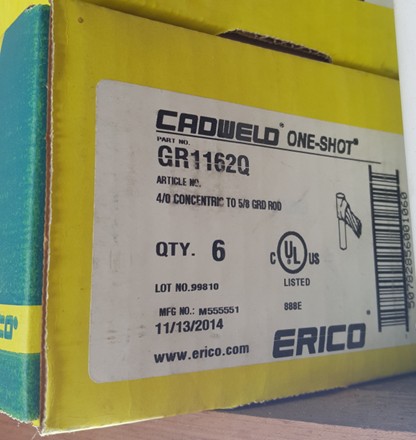 CADWELD® ONE-SHOT®
PART NO.
GR1162Q
ARTICLE NO.
4/0 CONCENTRIC TO 5/8 GRD ROD
QTY. 6
C UL US
LISTED
LOT NO.99810
888E
MFG NO.: M555551
11/13/2014
www.erico.com
ERICO®
CO®